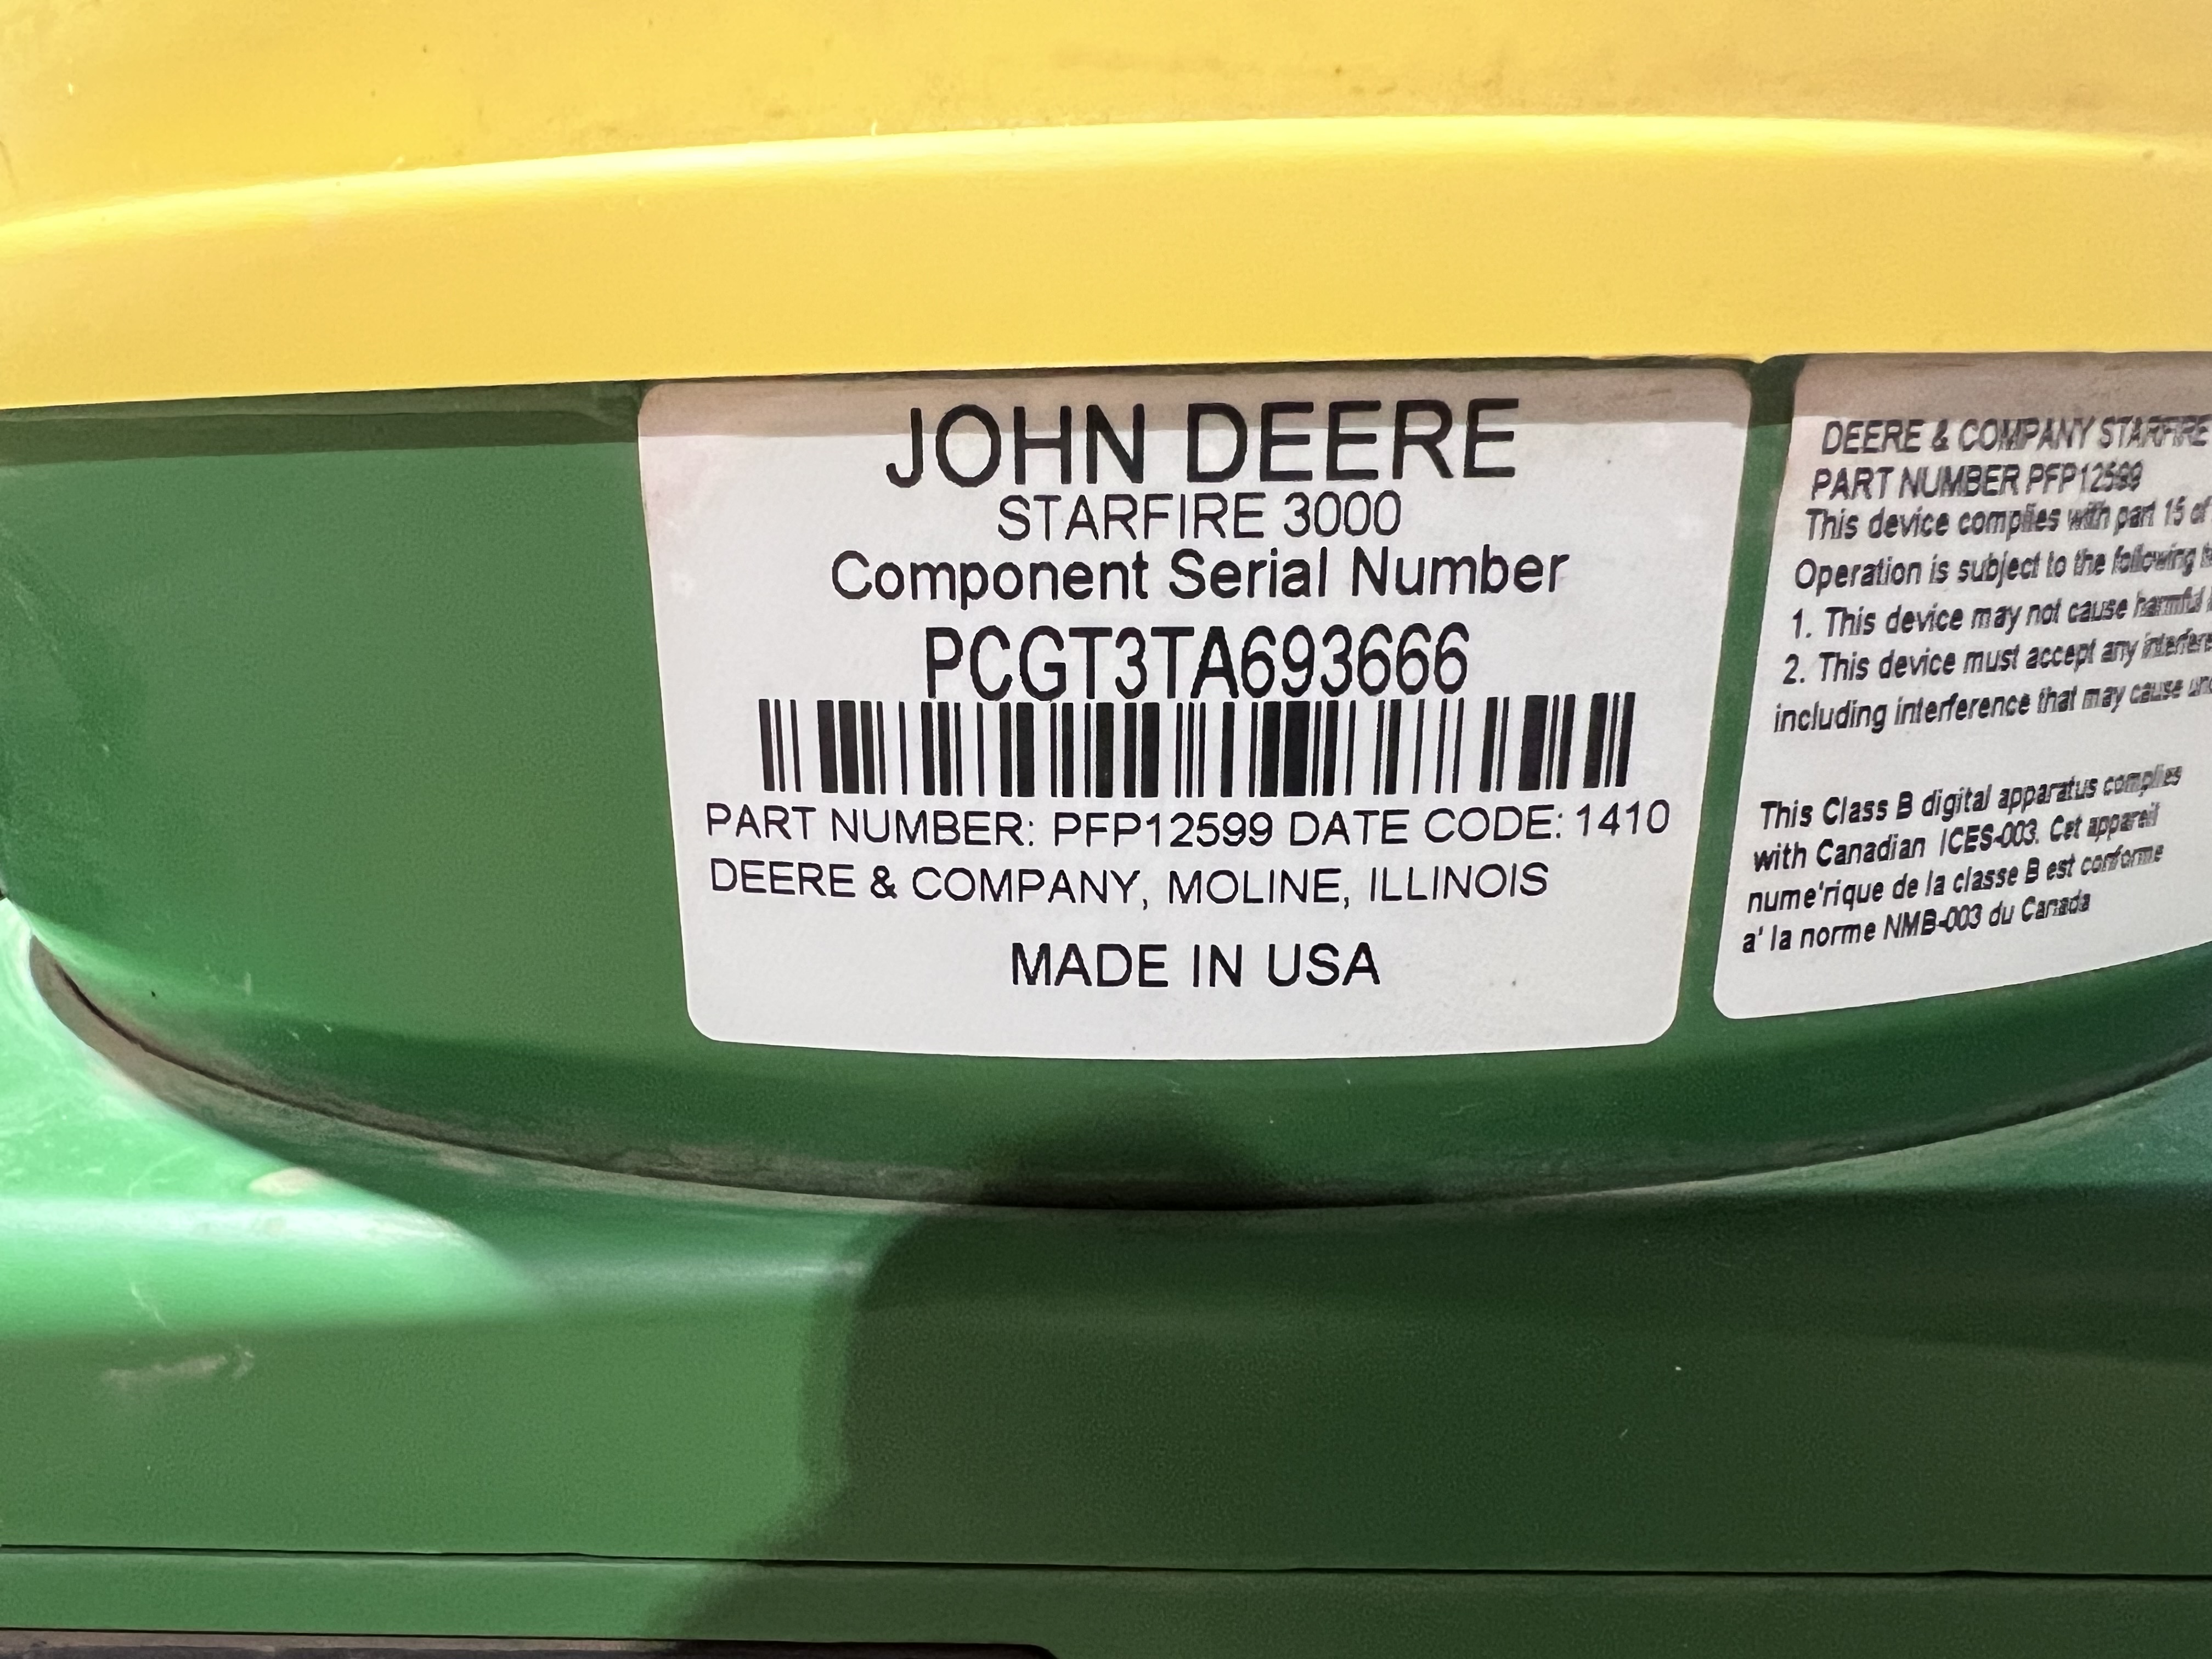 JOHN DEERE
STARFIRE 3000
Component Serial Number
PCGT3TA693666
PART NUMBER: PFP12599 DATE CODE: 1410
DEERE & COMPANY, MOLINE, ILLINOIS
MADE IN USA
DEERE & COMPANY STARFIRE
PART NUMBER PFP12599
This device complies with part 15 of
Operation is subject to the following
1. This device may not cause harmful
2. This device must accept any
including interference that may cause
This Class B digital apparatus complies
with Canadian ICES-003. Cet appareil
nume'rique de la classe B est conforme
a' la norme NMB-003 du Canada